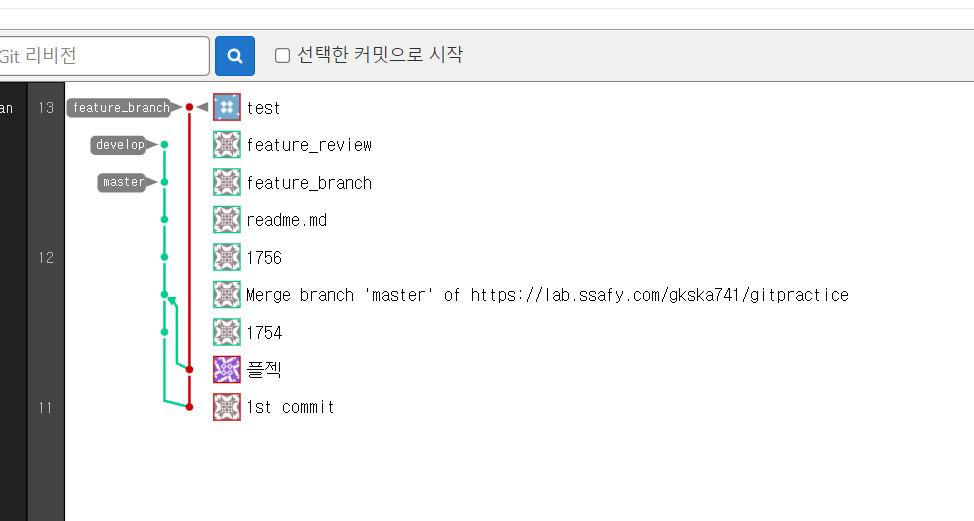 Git 리비전
선택한 커밋으로 시작
an 13 feature_branch test
develop feature_review
master feature_branch
readme.md
12 1756
Merge branch 'master' of https://lab.ssafy.com/gkska741/gitpractice
1754
플젝
11 1st commit